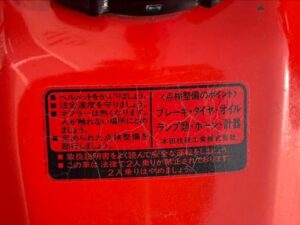 ■ヘルメットをかぶりましょう。
法定速度を守りましょう。
■マフラーは熱くなります。
人が触れない場所にとめ
ましょう。
■定められた点検整備を
励行しましょう。
〈点検整備のポイント〉
ブレーキ・タイヤ・オイル
ランプ類・ホーン・計器
本田技研工業株式会社
■取扱説明書をよく読んで安全な運転をしましょう。
■この車は法律で2人乗りが禁止されております
2人乗りはやめましょう。